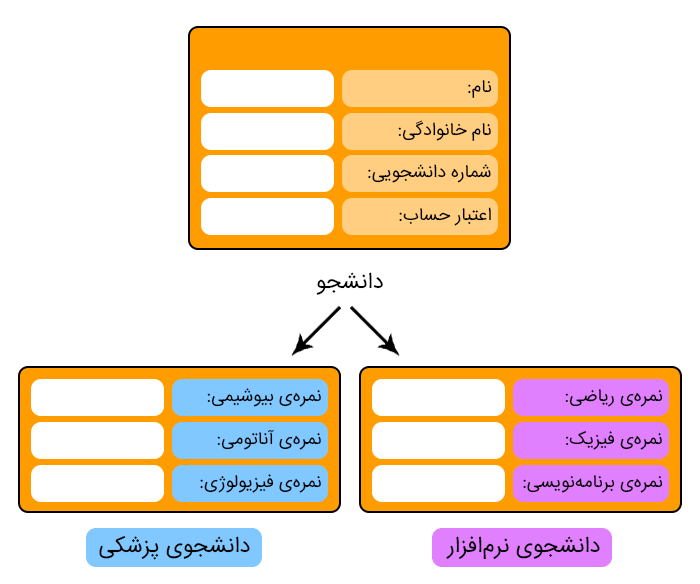 نام:
نام خانوادگی:
شماره دانشجویی:
اعتبار حساب:
دانشجو
نمره‌ی ریاضی:
نمره‌ی فیزیک:
نمره‌ی برنامه‌نویسی:
دانشجوی نرم‌افزار
نمره‌ی بیوشیمی:
نمره‌ی آناتومی:
نمره‌ی فیزیولوژی:
دانشجوی پزشکی